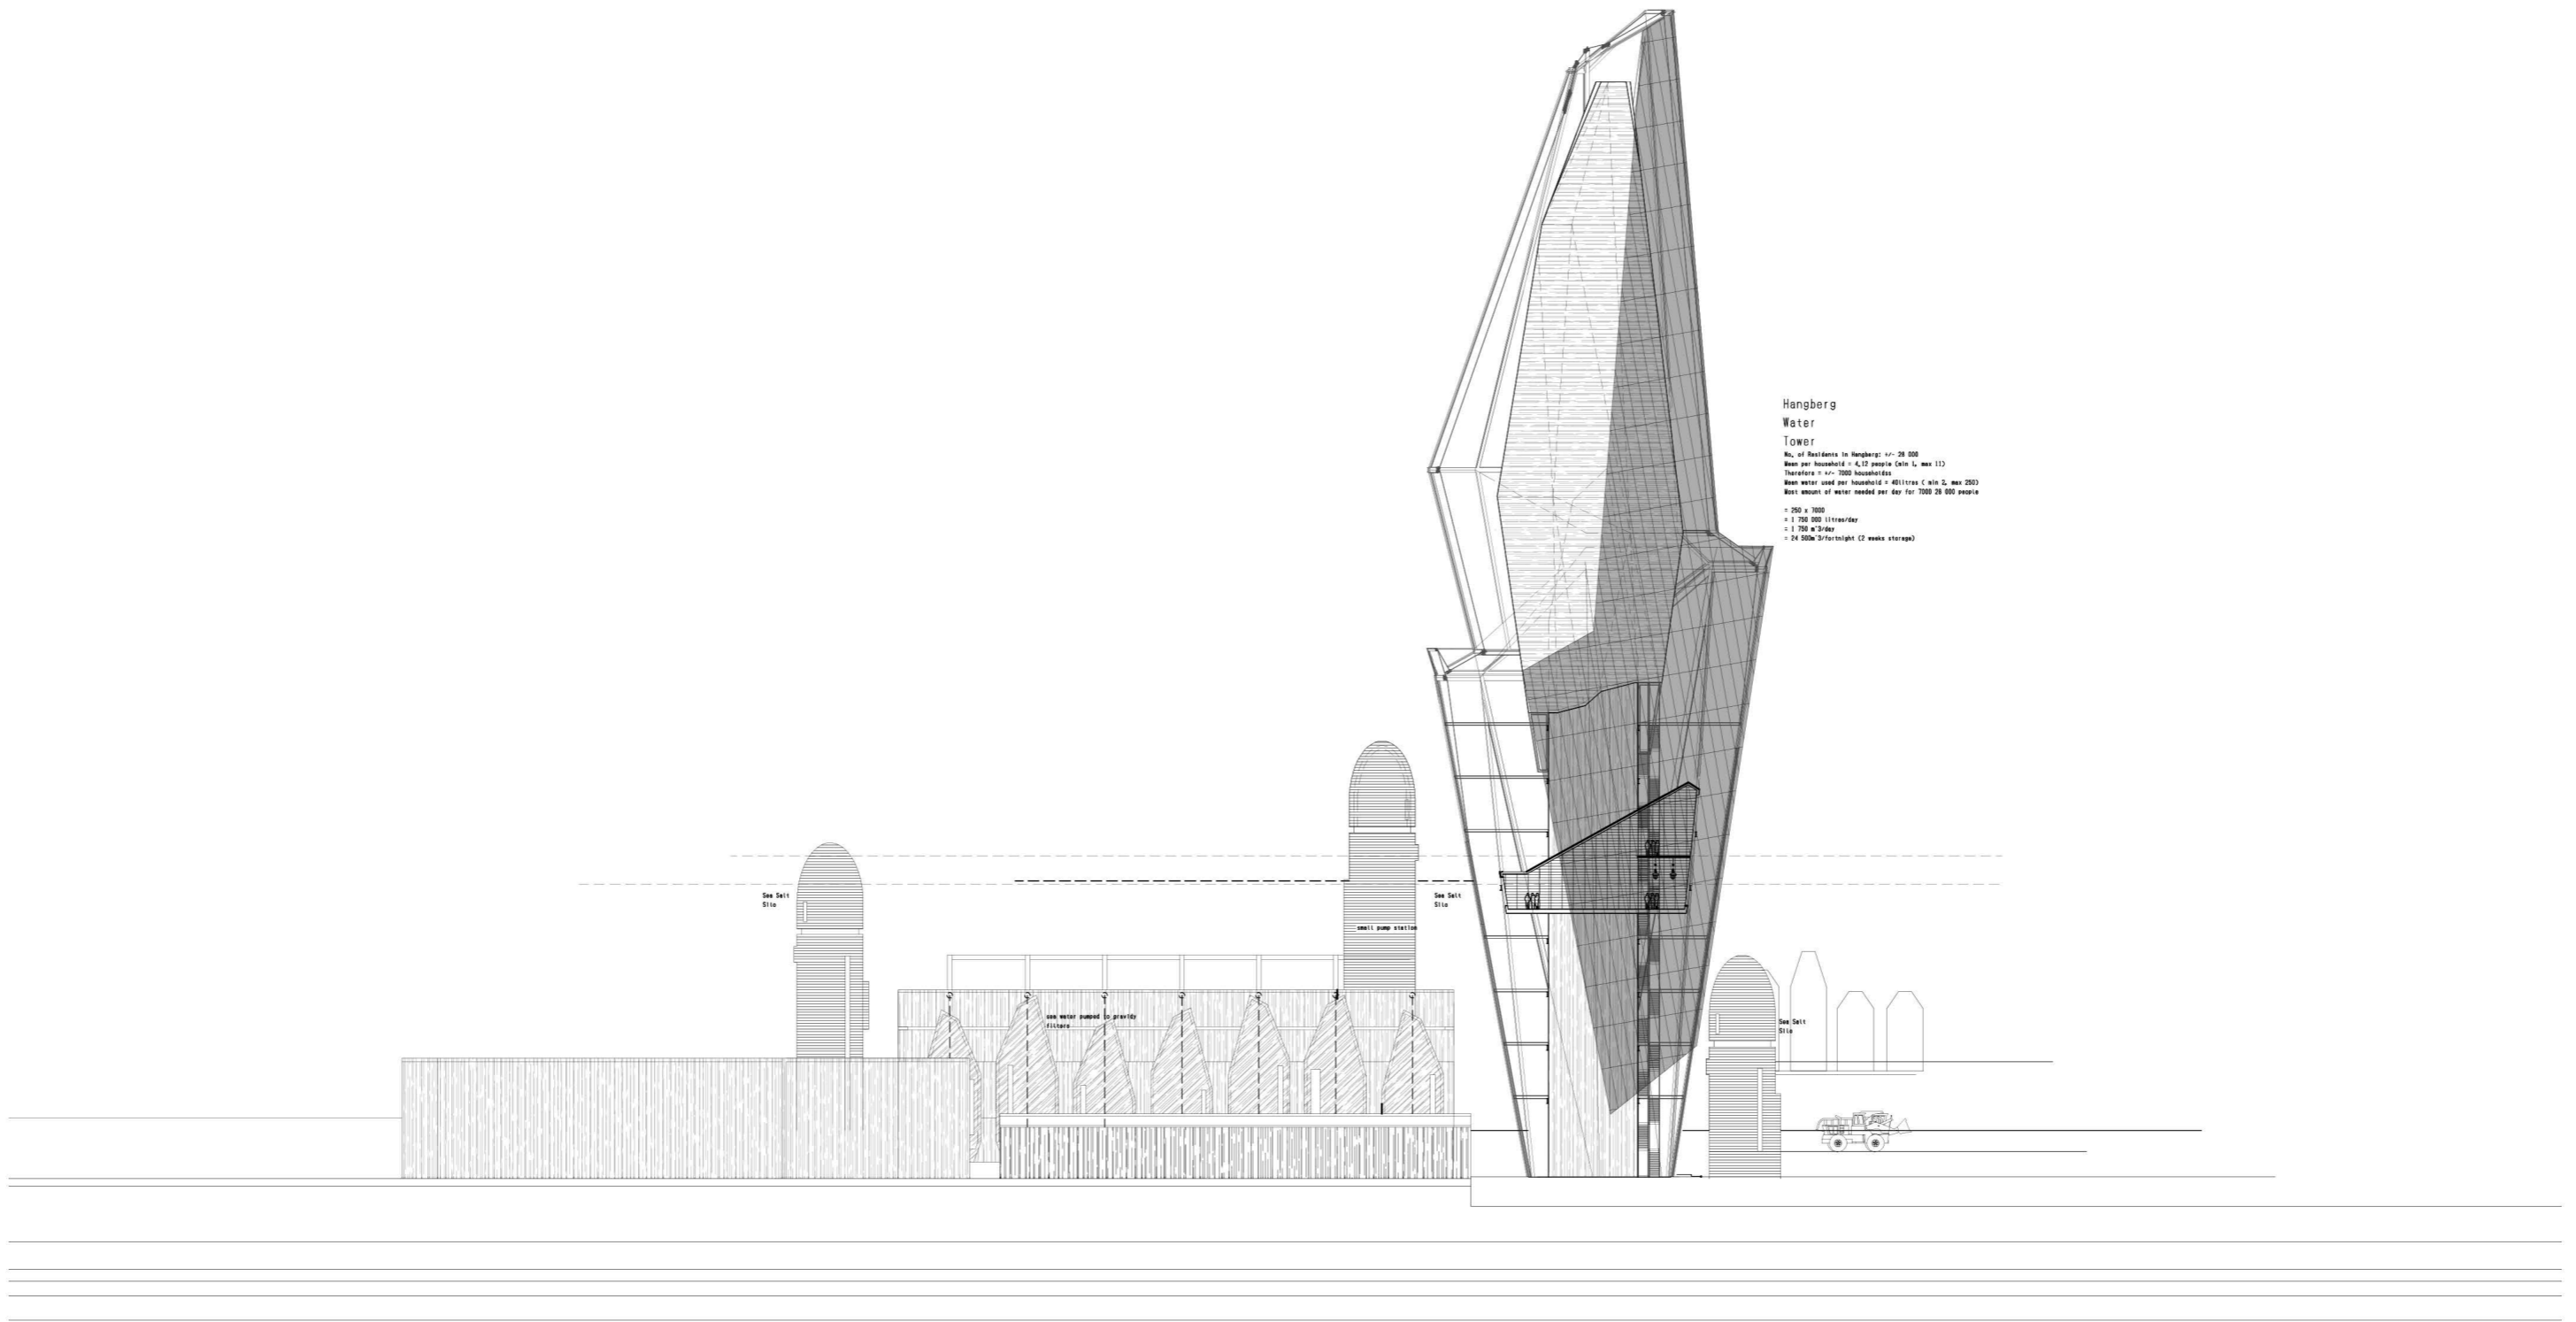 Hangberg
Water
Tower
No. of Residents in Hangberg: +/- 28 000
Mean per household = 4,12 people (min 1, max 11)
Therefore = +/- 7000 householdss
Mean water used per household = 40litres ( min 2, max 250)
Most amount of water needed per day for 7000 28 000 people
= 250 x 7000
= 1 750 000 litres/day
= 1 750 m^3/day
= 24 500m^3/fortnight (2 weeks storage)
Sea Salt
Silo
Sea Salt
Silo
small pump station
sea water pumped to gravidy
filters
Sea Salt
Silo